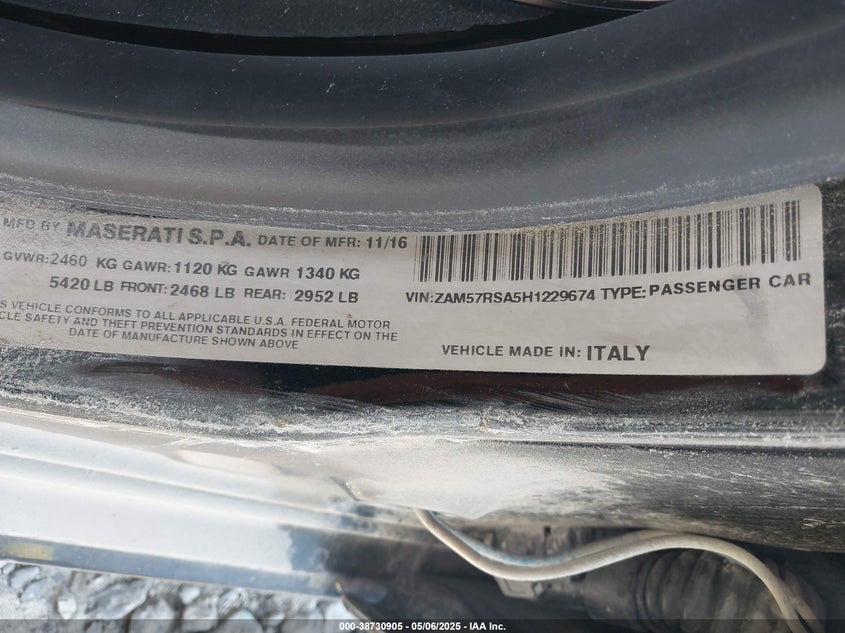 MFD BY MASERATI S.P.A. DATE OF MFR: 11/16
GVWR:2460 KG GAWR:1120 KG GAWR 1340 KG
5420 LB FRONT: 2468 LB REAR: 2952 LB
VIN:ZAM57RSA5H1229674 TYPE: PASSENGER CAR
S VEHICLE CONFORMS TO ALL APPLICABLE U.S.A. FEDERAL MOTOR
CLE SAFETY AND THEFT PREVENTION STANDARDS IN EFFECT ON THE
DATE OF MANUFACTURE SHOWN ABOVE
VEHICLE MADE IN: ITALY
000-38730905 - 05/06/2025 - IAA Inc.